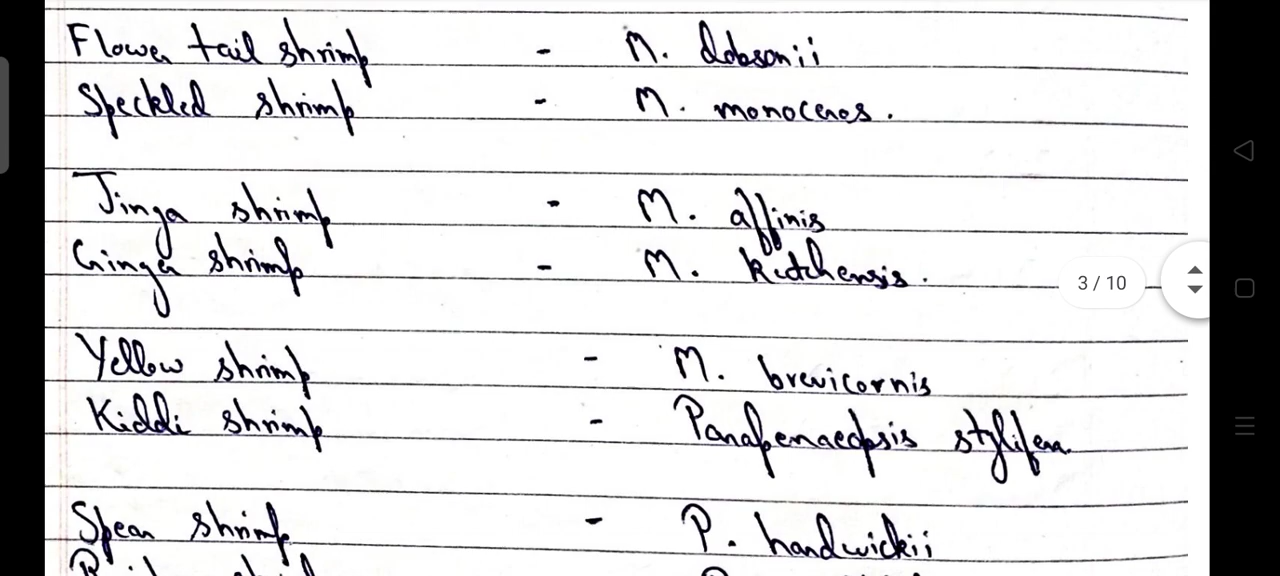 Flower tail shrimp - M. dobsonii
Speckled shrimp - M. monoceros.
Jinga shrimp - M. affinis
Ginger shrimp - M. kutchensis.
3 / 10
Yellow shrimp - M. brevicornis
Kiddi shrimp - Parapenaeopsis stylifera
Spear shrimp - P. hardwickii